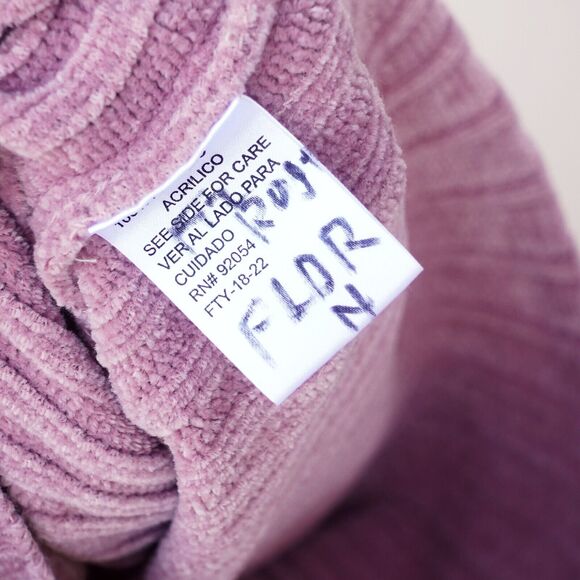 ACRILICO
SEE SIDE FOR CARE
VER AL LADO PARA
CUIDADO
RN# 92054
FTY-18-22
FLDR
N